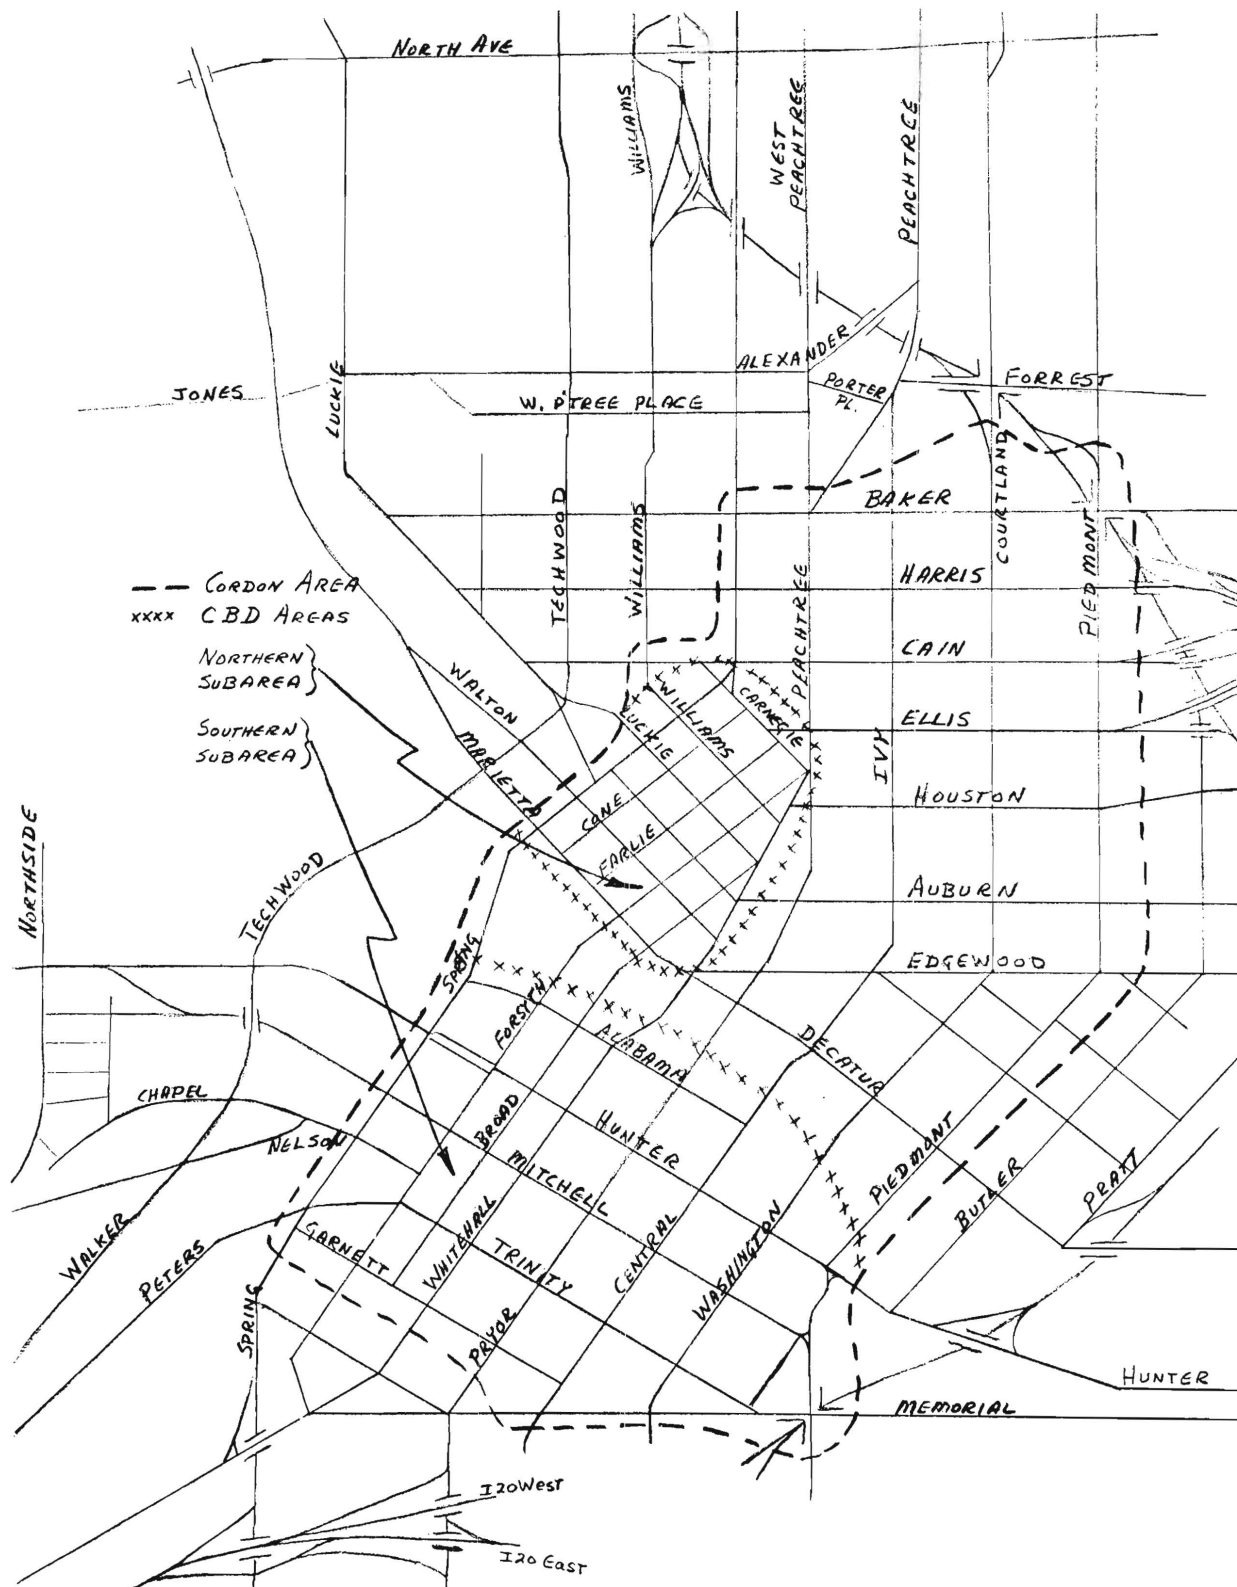 NORTH AVE
WILLIAMS
WEST
PEACHTREE
PEACHTREE
ALEXANDER
JONES
LUCKIE
W. P'TREE PLACE
PORTER
PL.
FORREST
BAKER
COURTLAND
PIEDMONT
TECHWOOD
WILLIAMS
HARRIS
--- CORDON AREA
xxxx CBD AREAS
NORTHERN
SUBAREA
SOUTHERN
SUBAREA
PEACHTREE
CAIN
WALTON
MARIETTA
LUCKIE
WILLIAMS
CARNEGIE
ELLIS
IVY
HOUSTON
CONE
FARLIE
NORTHSIDE
TECHWOOD
AUBURN
EDGEWOOD
SPRING
FORSYTH
ALABAMA
DECATUR
CHAPEL
NELSON
BROAD
HUNTER
MITCHELL
PIEDMONT
BUTLER
PRATT
WALKER
PETERS
GARNETT
WHITEHALL
TRINITY
CENTRAL
WASHINGTON
SPRING
PRYOR
HUNTER
MEMORIAL
I20 WEST
I20 EAST